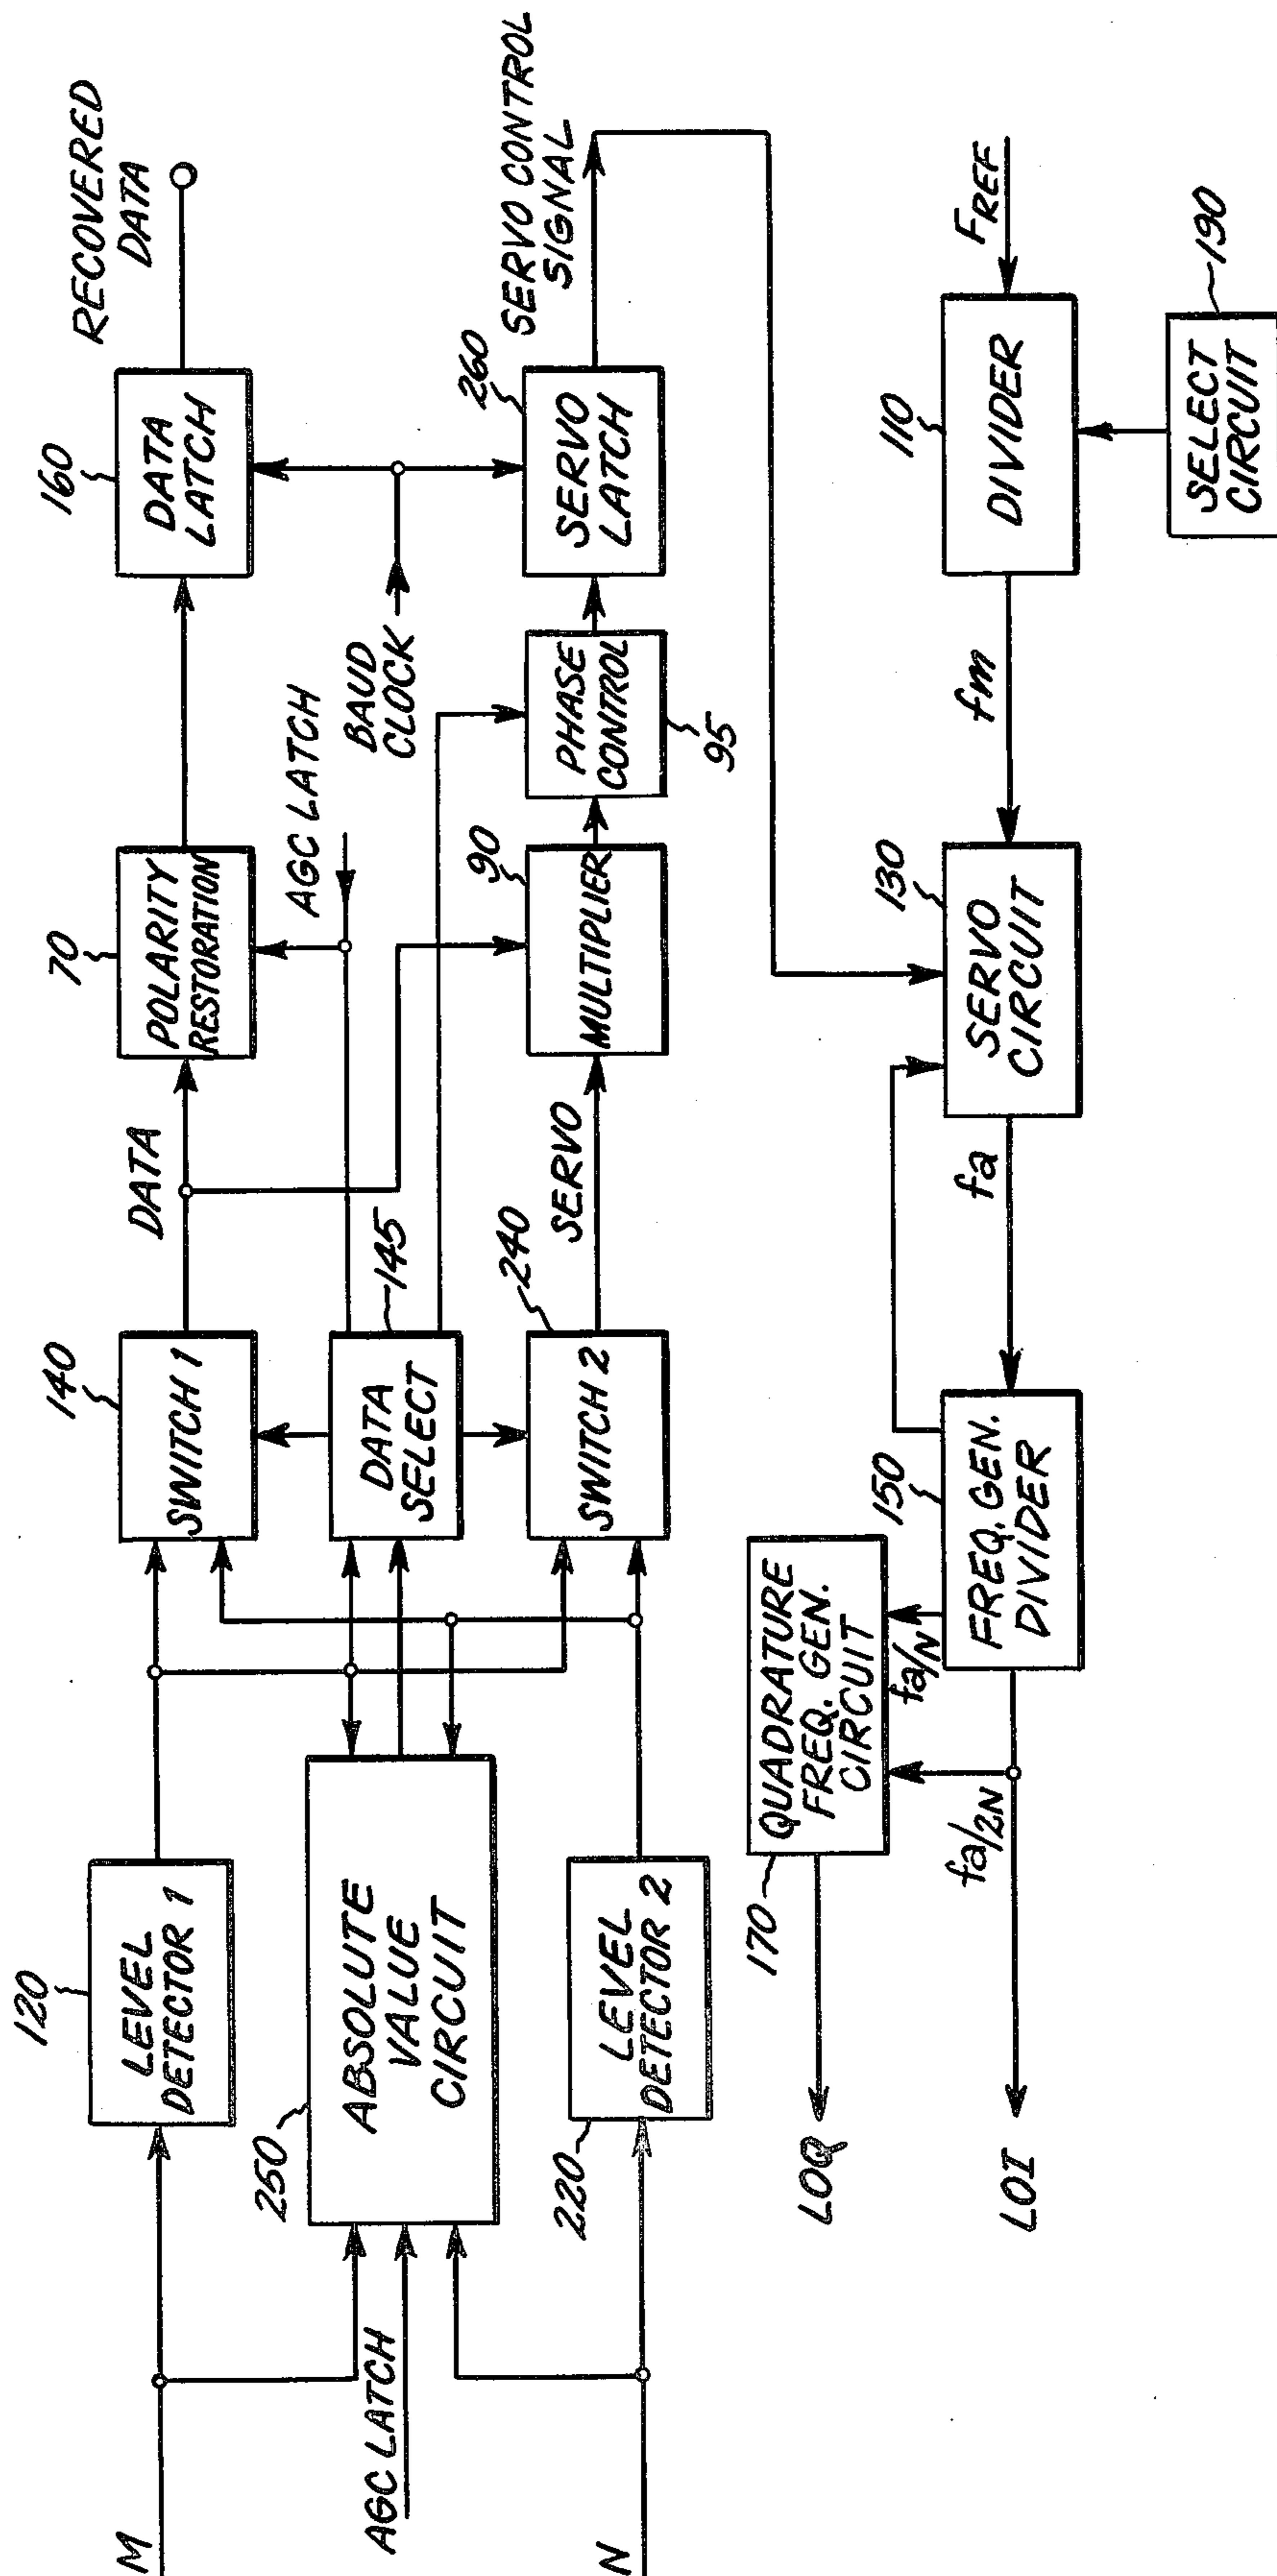 M
AGC LATCH
N
120
LEVEL
DETECTOR 1
250
ABSOLUTE
VALUE
CIRCUIT
220
LEVEL
DETECTOR 2
140
SWITCH 1
DATA
SELECT
145
240
SWITCH 2
DATA
SERVO
70
POLARITY
RESTORATION
AGC LATCH
90
MULTIPLIER
BAUD
CLOCK
PHASE
CONTROL
95
160
DATA
LATCH
260
SERVO
LATCH
RECOVERED
DATA
SERVO CONTROL
SIGNAL
LOQ
LOI
170
QUADRATURE
FREQ. GEN.
CIRCUIT
fa/2N
fa/N
150
FREQ. GEN.
DIVIDER
fa
130
SERVO
CIRCUIT
fm
110
DIVIDER
FREF
SELECT
CIRCUIT
190